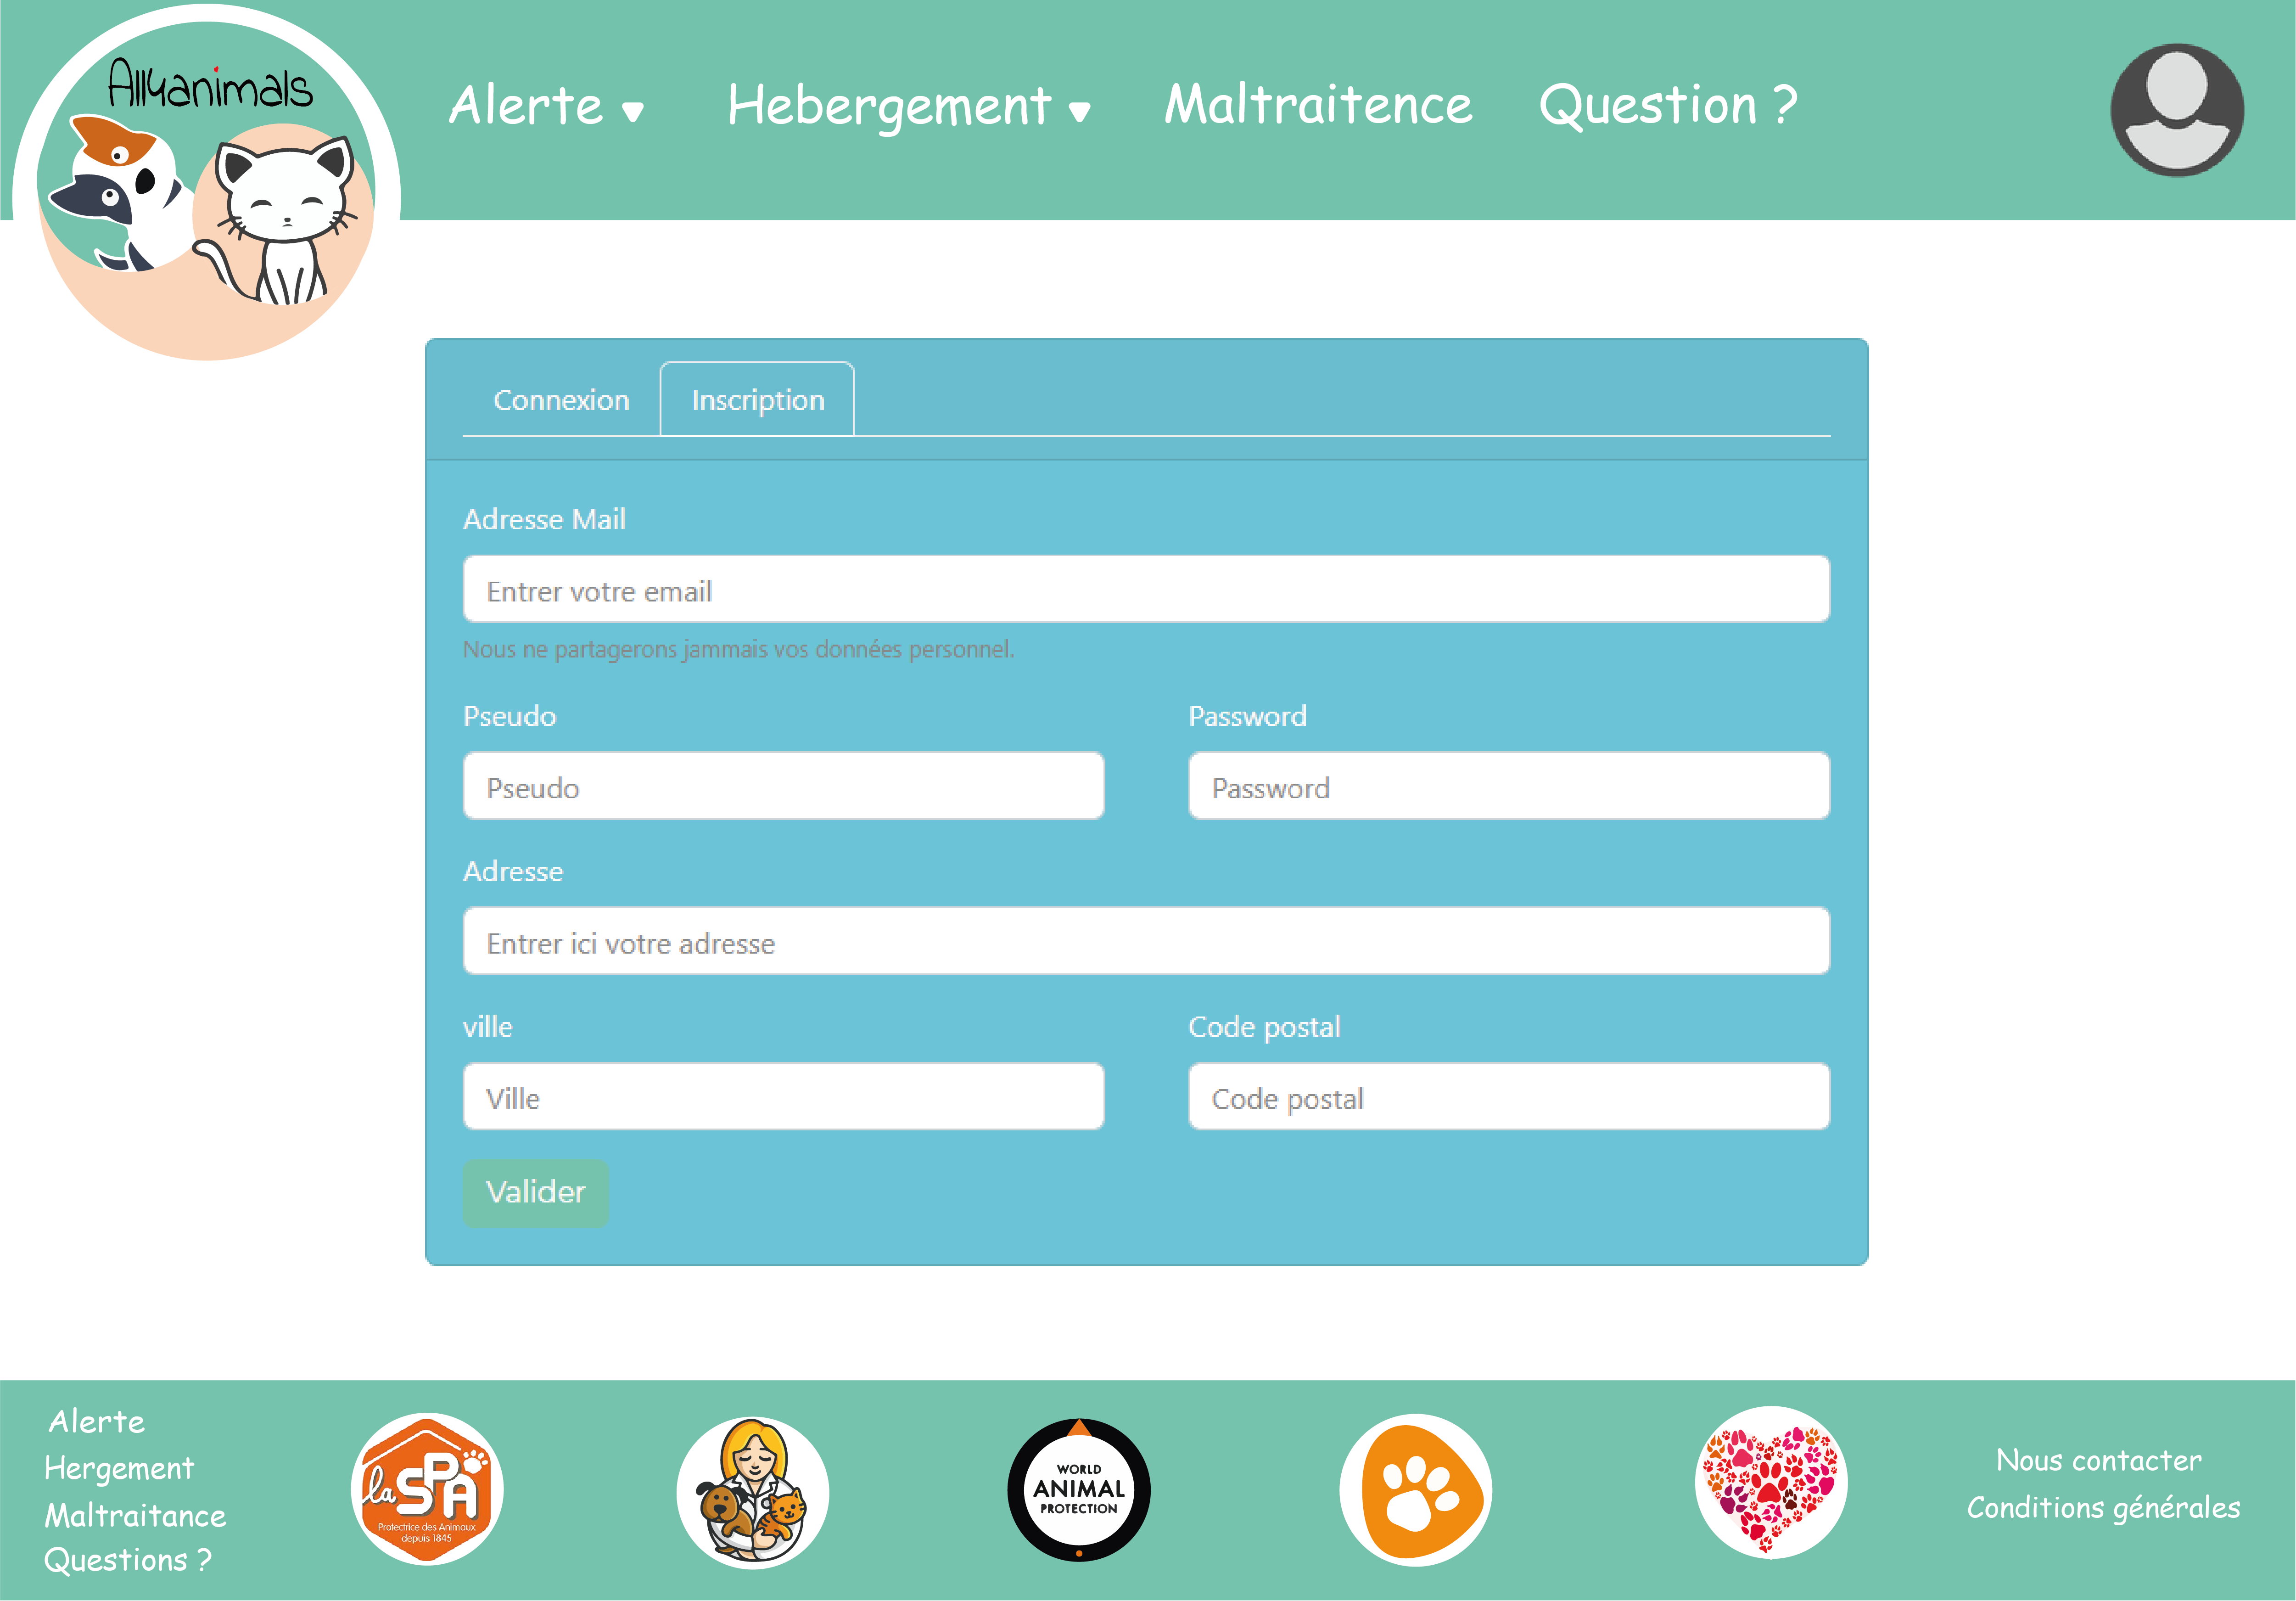 Allyanimals
Alerte ▼ Hebergement ▼ Maltraitence Question ?
Connexion Inscription
Adresse Mail
Entrer votre email
Nous ne partagerons jammais vos données personnel.
Pseudo Password
Pseudo Password
Adresse
Entrer ici votre adresse
ville Code postal
Ville Code postal
Valider
Alerte
Hergement
Maltraitance
Questions ?
la SPA
Protectrice des Animaux
depuis 1845
WORLD
ANIMAL
PROTECTION
Nous contacter
Conditions générales